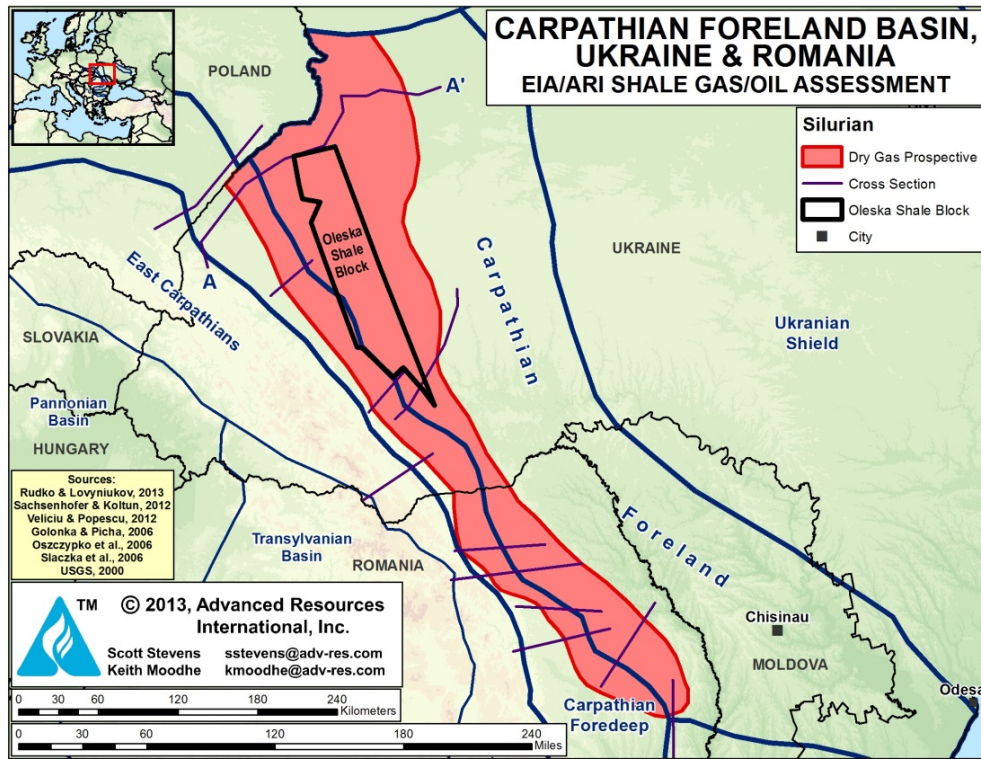 CARPATHIAN FORELAND BASIN,
UKRAINE & ROMANIA
EIA/ARI SHALE GAS/OIL ASSESSMENT
Silurian
Dry Gas Prospective
Cross Section
Oleska Shale Block
City
POLAND
A'
Oleska
Shale
Block
A
East Carpathians
Carpathian
UKRAINE
Ukranian
Shield
SLOVAKIA
Pannonian
Basin
HUNGARY
Foreland
Sources:
Rudko & Lovyniukov, 2013
Sachsenhofer & Koltun, 2012
Veliciu & Popescu, 2012
Golonka & Picha, 2006
Oszczypko et al., 2006
Slaczka et al., 2006
USGS, 2000
Transylvanian
Basin
ROMANIA
Chisinau
MOLDOVA
Odesa
Carpathian
Foredeep
TM
© 2013, Advanced Resources
International, Inc.
Scott Stevens sstevens@adv-res.com
Keith Moodhe kmoodhe@adv-res.com
0 30 60 120 180 240
Kilometers
0 30 60 120 180 240
Miles